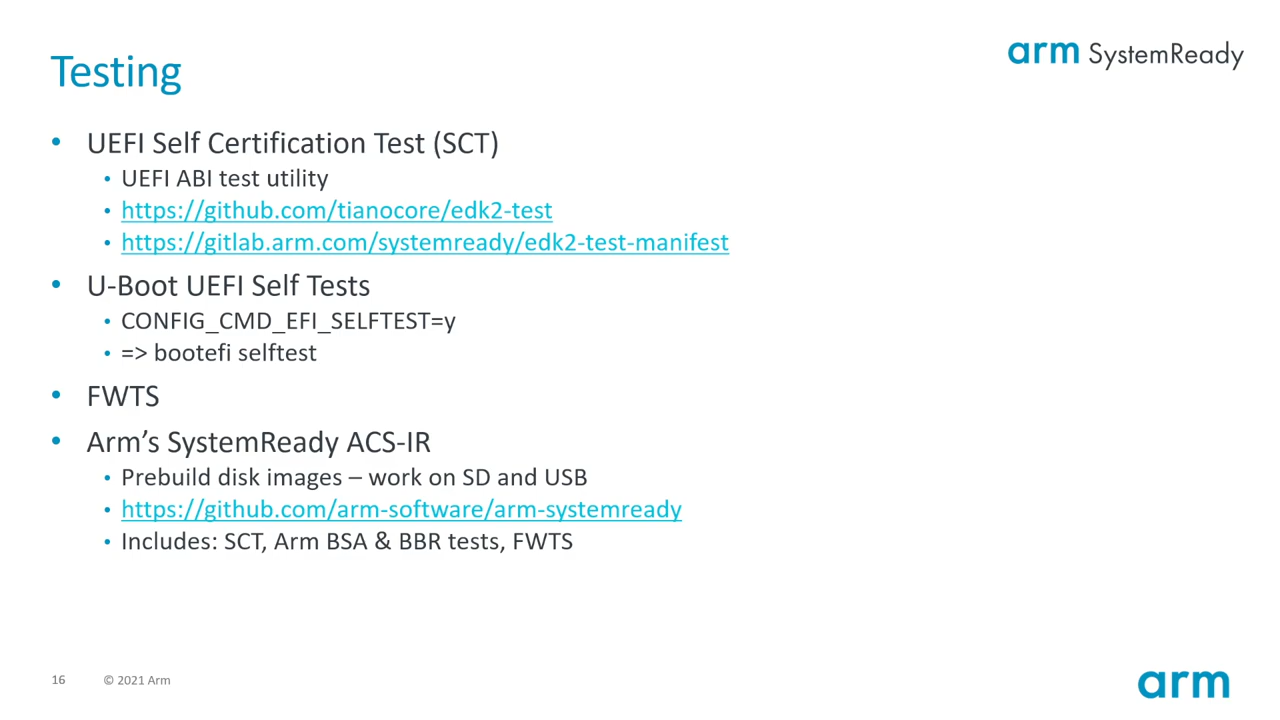 arm SystemReady
Testing
• UEFI Self Certification Test (SCT)
• UEFI ABI test utility
• https://github.com/tianocore/edk2-test
• https://gitlab.arm.com/systemready/edk2-test-manifest
• U-Boot UEFI Self Tests
• CONFIG_CMD_EFI_SELFTEST=y
• => bootefi selftest
• FWTS
• Arm’s SystemReady ACS-IR
• Prebuild disk images – work on SD and USB
• https://github.com/arm-software/arm-systemready
• Includes: SCT, Arm BSA & BBR tests, FWTS
16 © 2021 Arm
arm